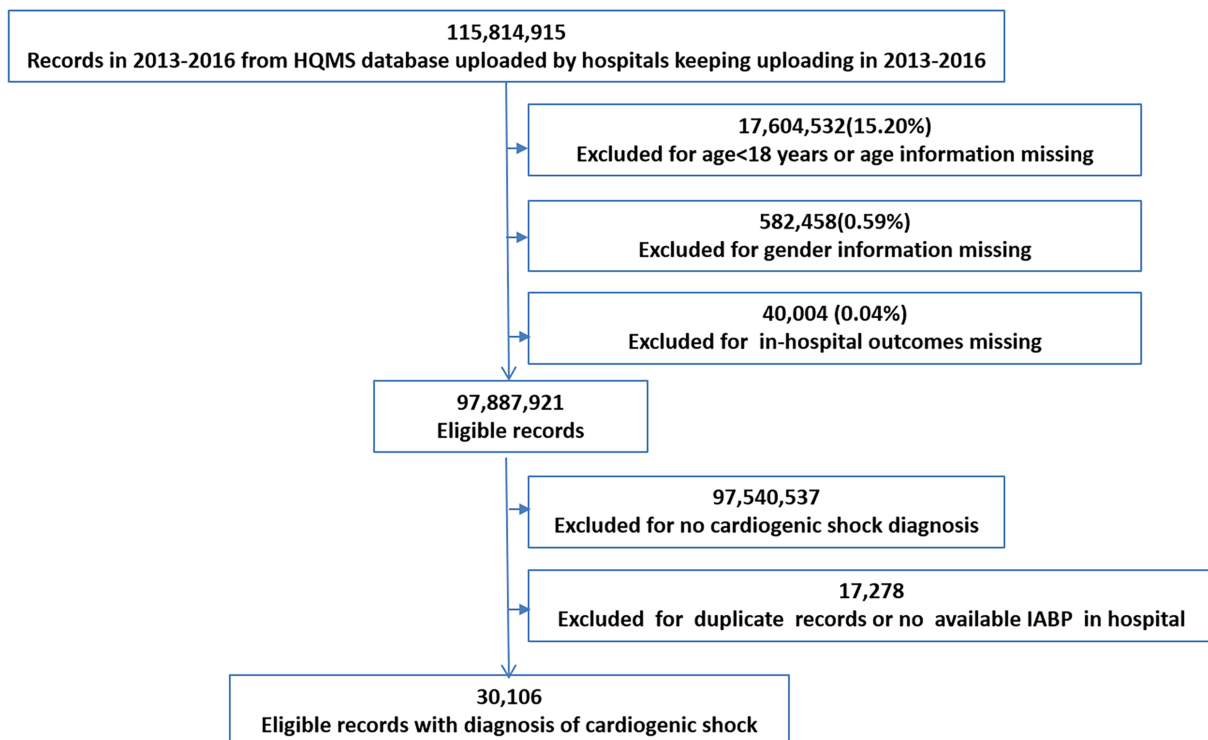 115,814,915
Records in 2013-2016 from HQMS database uploaded by hospitals keeping uploading in 2013-2016
17,604,532(15.20%)
Excluded for age<18 years or age information missing
582,458(0.59%)
Excluded for gender information missing
40,004 (0.04%)
Excluded for in-hospital outcomes missing
97,887,921
Eligible records
97,540,537
Excluded for no cardiogenic shock diagnosis
17,278
Excluded for duplicate records or no available IABP in hospital
30,106
Eligible records with diagnosis of cardiogenic shock